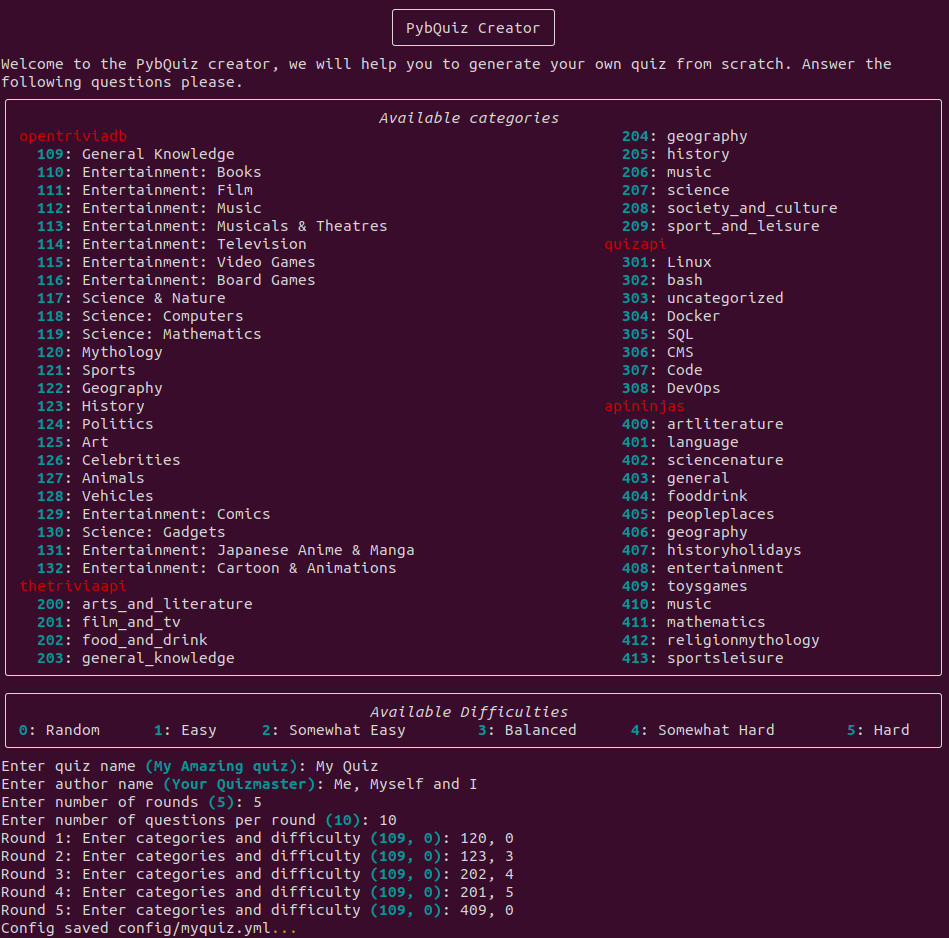 PybQuiz Creator
Welcome to the PybQuiz creator, we will help you to generate your own quiz from scratch. Answer the
following questions please.
Available categories
opentriviadb
109: General Knowledge
110: Entertainment: Books
111: Entertainment: Film
112: Entertainment: Music
113: Entertainment: Musicals & Theatres
114: Entertainment: Television
115: Entertainment: Video Games
116: Entertainment: Board Games
117: Science & Nature
118: Science: Computers
119: Science: Mathematics
120: Mythology
121: Sports
122: Geography
123: History
124: Politics
125: Art
126: Celebrities
127: Animals
128: Vehicles
129: Entertainment: Comics
130: Science: Gadgets
131: Entertainment: Japanese Anime & Manga
132: Entertainment: Cartoon & Animations
thetriviaapi
200: arts_and_literature
201: film_and_tv
202: food_and_drink
203: general_knowledge
204: geography
205: history
206: music
207: science
208: society_and_culture
209: sport_and_leisure
quizapi
301: Linux
302: bash
303: uncategorized
304: Docker
305: SQL
306: CMS
307: Code
308: DevOps
apininjas
400: artliterature
401: language
402: sciencenature
403: general
404: fooddrink
405: peopleplaces
406: geography
407: historyholidays
408: entertainment
409: toysgames
410: music
411: mathematics
412: religionmythology
413: sportsleisure
Available Difficulties
0: Random 1: Easy 2: Somewhat Easy 3: Balanced 4: Somewhat Hard 5: Hard
Enter quiz name (My Amazing quiz): My Quiz
Enter author name (Your Quizmaster): Me, Myself and I
Enter number of rounds (5): 5
Enter number of questions per round (10): 10
Round 1: Enter categories and difficulty (109, 0): 120, 0
Round 2: Enter categories and difficulty (109, 0): 123, 3
Round 3: Enter categories and difficulty (109, 0): 202, 4
Round 4: Enter categories and difficulty (109, 0): 201, 5
Round 5: Enter categories and difficulty (109, 0): 409, 0
Config saved config/myquiz.yml...